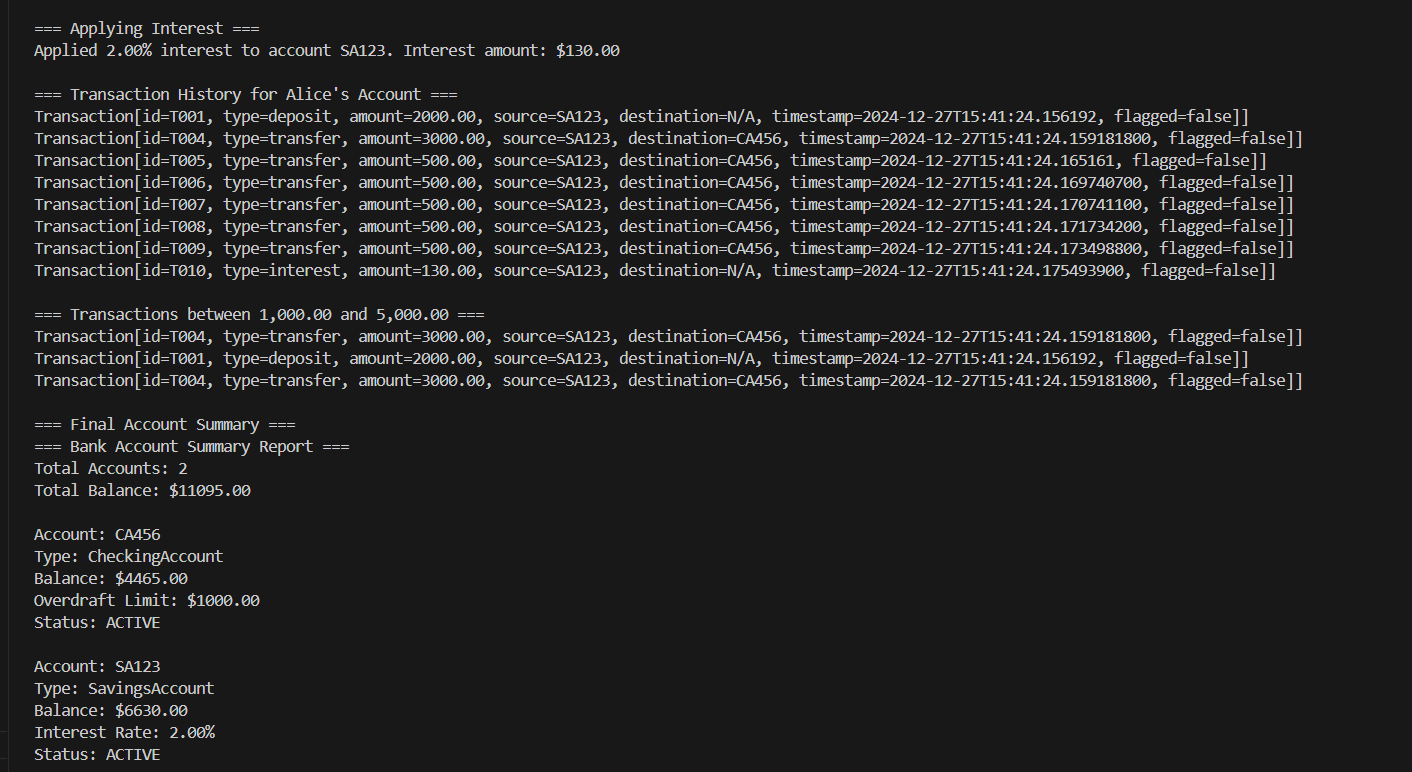 === Applying Interest ===
Applied 2.00% interest to account SA123. Interest amount: $130.00
=== Transaction History for Alice's Account ===
Transaction[id=T001, type=deposit, amount=2000.00, source=SA123, destination=N/A, timestamp=2024-12-27T15:41:24.156192, flagged=false]]
Transaction[id=T004, type=transfer, amount=3000.00, source=SA123, destination=CA456, timestamp=2024-12-27T15:41:24.159181800, flagged=false]]
Transaction[id=T005, type=transfer, amount=500.00, source=SA123, destination=CA456, timestamp=2024-12-27T15:41:24.165161, flagged=false]]
Transaction[id=T006, type=transfer, amount=500.00, source=SA123, destination=CA456, timestamp=2024-12-27T15:41:24.169740700, flagged=false]]
Transaction[id=T007, type=transfer, amount=500.00, source=SA123, destination=CA456, timestamp=2024-12-27T15:41:24.170741100, flagged=false]]
Transaction[id=T008, type=transfer, amount=500.00, source=SA123, destination=CA456, timestamp=2024-12-27T15:41:24.171734200, flagged=false]]
Transaction[id=T009, type=transfer, amount=500.00, source=SA123, destination=CA456, timestamp=2024-12-27T15:41:24.173498800, flagged=false]]
Transaction[id=T010, type=interest, amount=130.00, source=SA123, destination=N/A, timestamp=2024-12-27T15:41:24.175493900, flagged=false]]
=== Transactions between 1,000.00 and 5,000.00 ===
Transaction[id=T004, type=transfer, amount=3000.00, source=SA123, destination=CA456, timestamp=2024-12-27T15:41:24.159181800, flagged=false]]
Transaction[id=T001, type=deposit, amount=2000.00, source=SA123, destination=N/A, timestamp=2024-12-27T15:41:24.156192, flagged=false]]
Transaction[id=T004, type=transfer, amount=3000.00, source=SA123, destination=CA456, timestamp=2024-12-27T15:41:24.159181800, flagged=false]]
=== Final Account Summary ===
=== Bank Account Summary Report ===
Total Accounts: 2
Total Balance: $11095.00
Account: CA456
Type: CheckingAccount
Balance: $4465.00
Overdraft Limit: $1000.00
Status: ACTIVE
Account: SA123
Type: SavingsAccount
Balance: $6630.00
Interest Rate: 2.00%
Status: ACTIVE